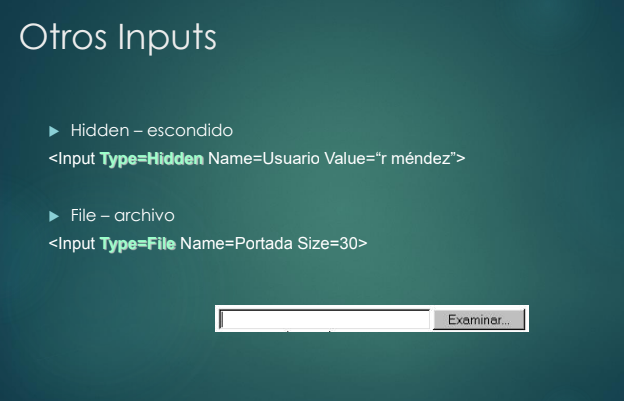 Otros Inputs
Hidden – escondido
<Input Type=Hidden Name=Usuario Value=“r méndez”>
File – archivo
<Input Type=File Name=Portada Size=30>
Examinar...